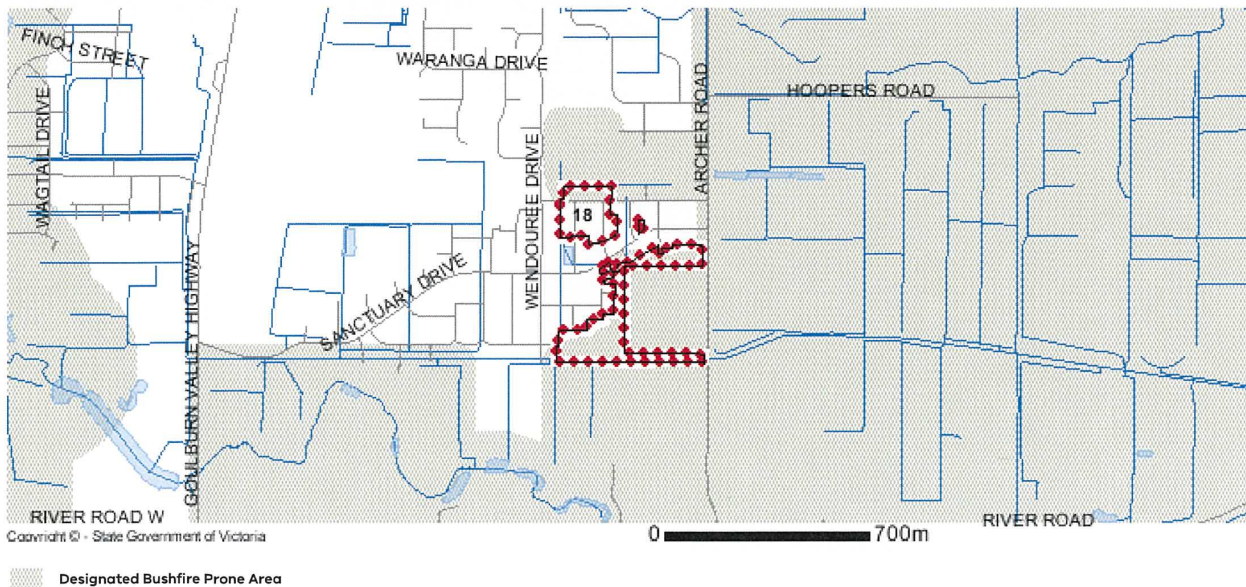 FINCH STREET
WARANGA DRIVE
HOOPERS ROAD
WAGTAIL DRIVE
ARCHER ROAD
WENDOUREE DRIVE
18
GOULBURN VALLEY HIGHWAY
SANCTUARY DRIVE
RIVER ROAD W
RIVER ROAD
Copyright © - State Government of Victoria
0 700m
Designated Bushfire Prone Area